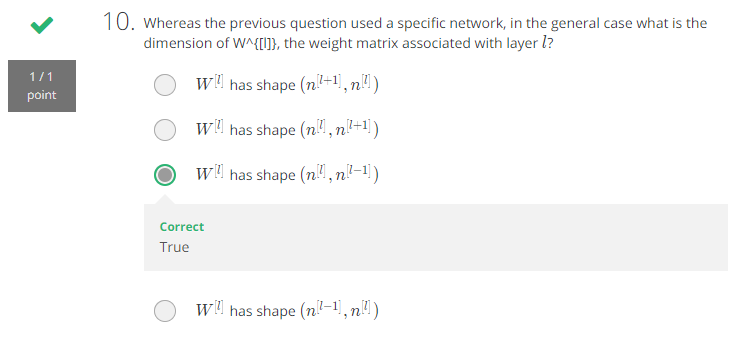 10. Whereas the previous question used a specific network, in the general case what is the
dimension of W^{[l]}, the weight matrix associated with layer l?
1 / 1
point
W^{[l]} has shape (n^{[l+1]}, n^{[l]})
W^{[l]} has shape (n^{[l]}, n^{[l+1]})
W^{[l]} has shape (n^{[l]}, n^{[l−1]})
Correct
True
W^{[l]} has shape (n^{[l−1]}, n^{[l]})